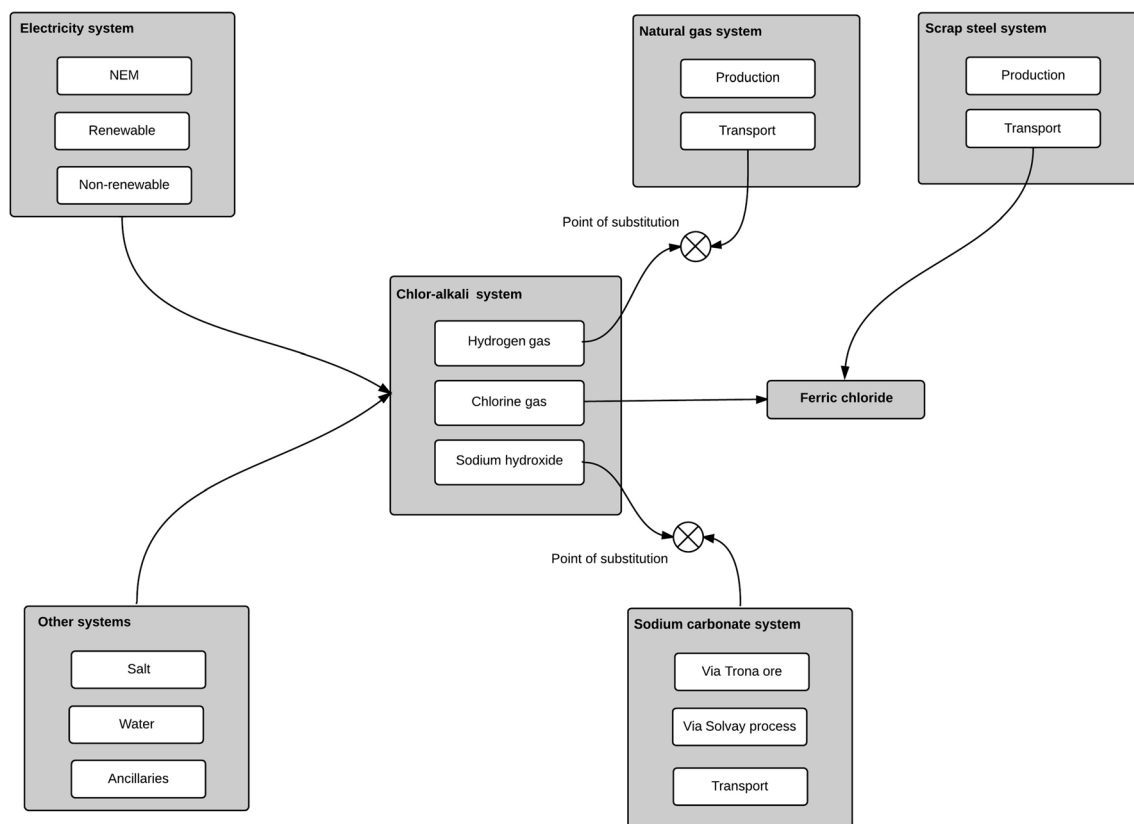 Electricity system
NEM
Renewable
Non-renewable
Natural gas system
Production
Transport
Scrap steel system
Production
Transport
Point of substitution
Chlor-alkali system
Hydrogen gas
Chlorine gas
Sodium hydroxide
Ferric chloride
Point of substitution
Other systems
Salt
Water
Ancillaries
Sodium carbonate system
Via Trona ore
Via Solvay process
Transport